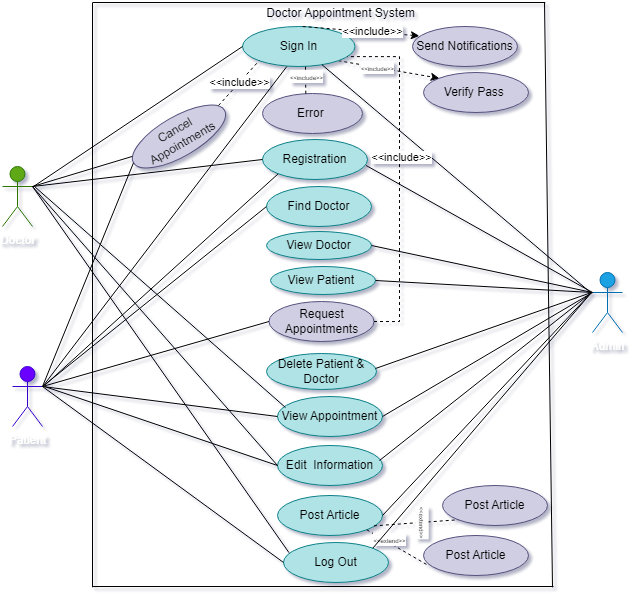 Doctor Appointment System
Sign In
<<include>>
Send Notifications
<<include>>
<<include>>
<<include>>
Verify Pass
Cancel
Appointments
Error
Registration
<<include>>
Doctor
Find Doctor
View Doctor
View Patient
Request
Appointments
Admin
Delete Patient &
Doctor
Patient
View Appointment
Edit  Information
Post Article
Post Article
<<extend>>
<<extend>>
Post Article
Log Out